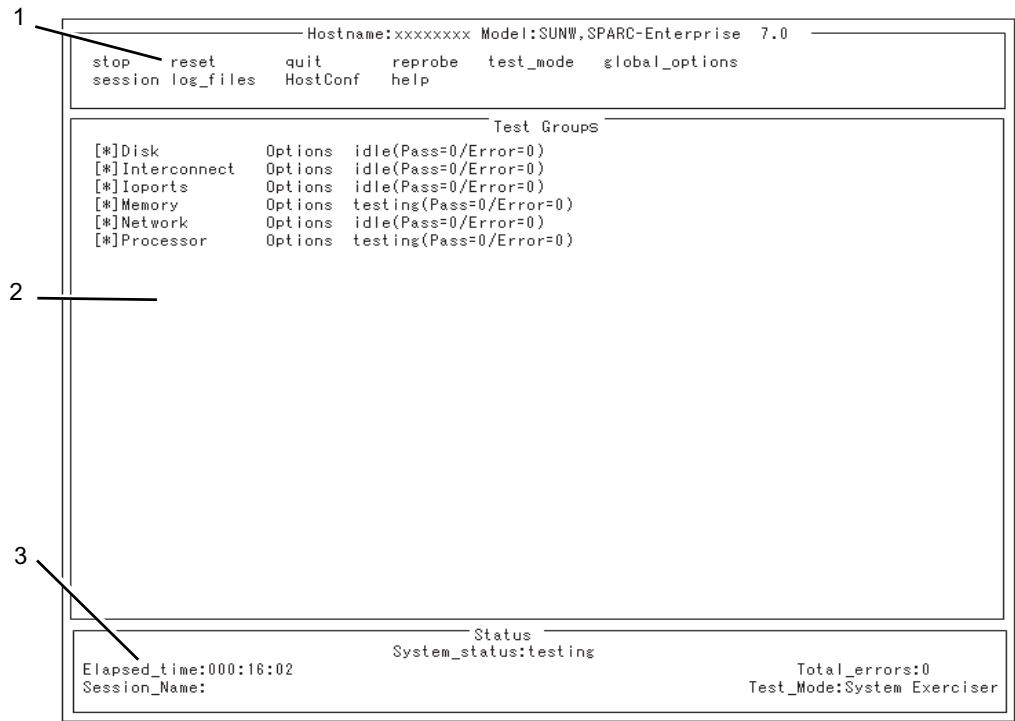 1
Hostname:xxxxxxxx Model:SUNW,SPARC-Enterprise 7.0
stop reset quit reprobe test_mode global_options
session log_files HostConf help
Test Groups
[*]Disk Options idle(Pass=0/Error=0)
[*]Interconnect Options idle(Pass=0/Error=0)
[*]Ioports Options idle(Pass=0/Error=0)
[*]Memory Options testing(Pass=0/Error=0)
[*]Network Options idle(Pass=0/Error=0)
[*]Processor Options testing(Pass=0/Error=0)
2
3
Status
System_status:testing
Elapsed_time:000:16:02 Total_errors:0
Session_Name: Test_Mode:System Exerciser